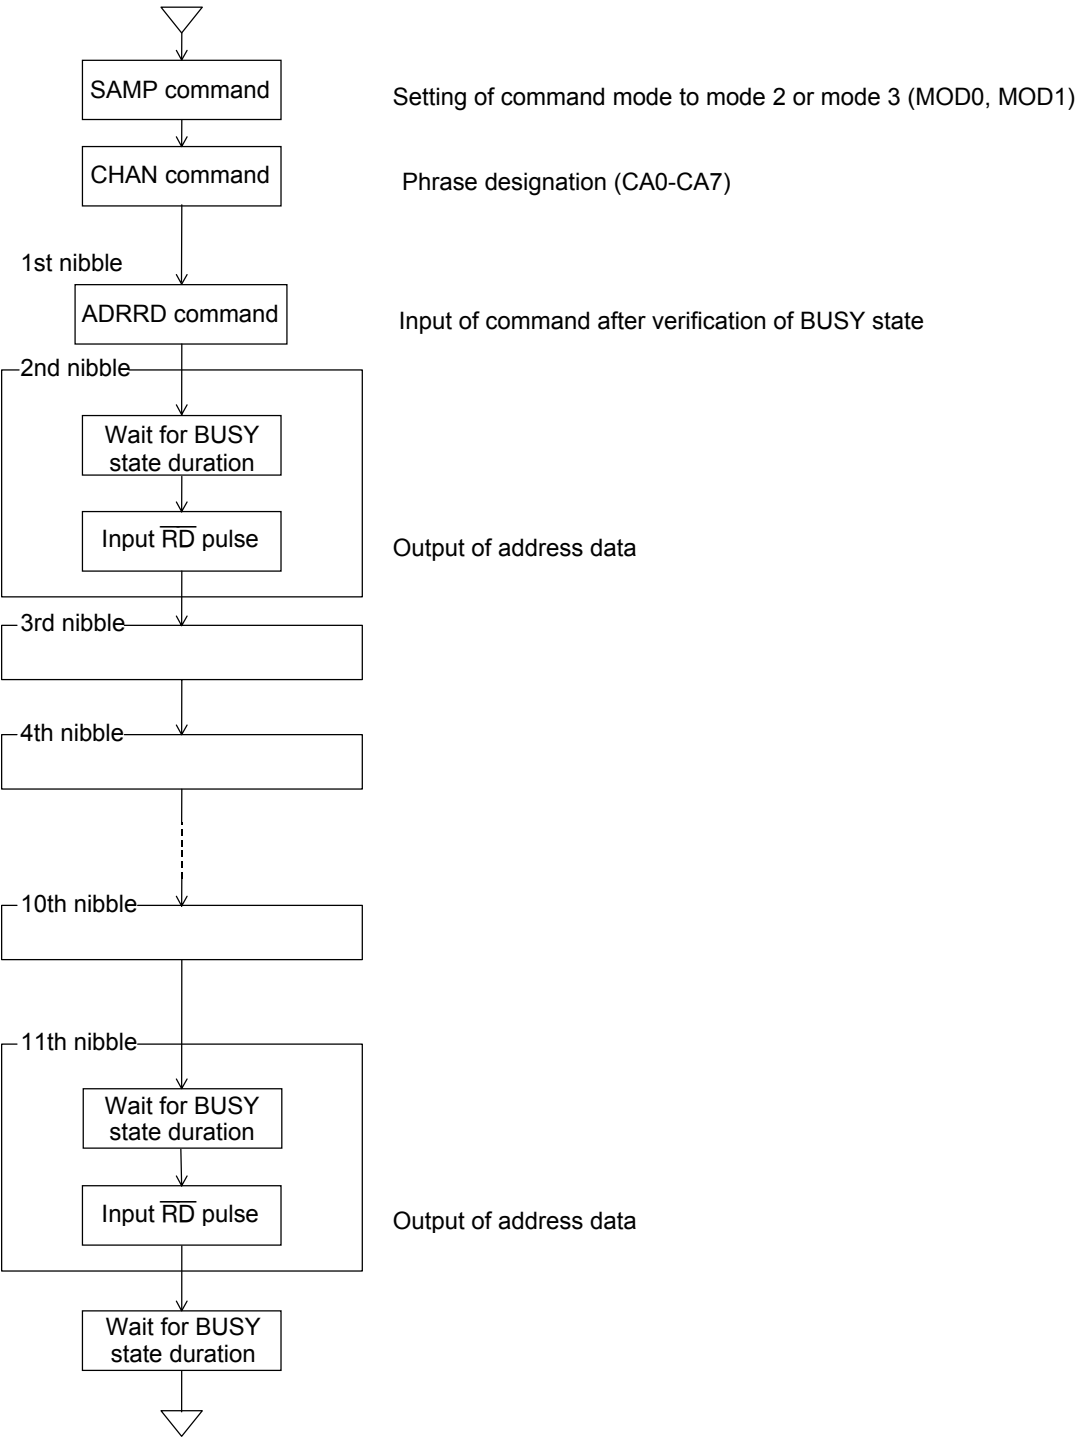 SAMP command
Setting of command mode to mode 2 or mode 3 (MOD0, MOD1)
CHAN command
Phrase designation (CA0-CA7)
1st nibble
ADRRD command
Input of command after verification of BUSY state
2nd nibble
Wait for BUSY
state duration
Input R̅D̅ pulse
Output of address data
3rd nibble
4th nibble
10th nibble
11th nibble
Wait for BUSY
state duration
Input R̅D̅ pulse
Output of address data
Wait for BUSY
state duration